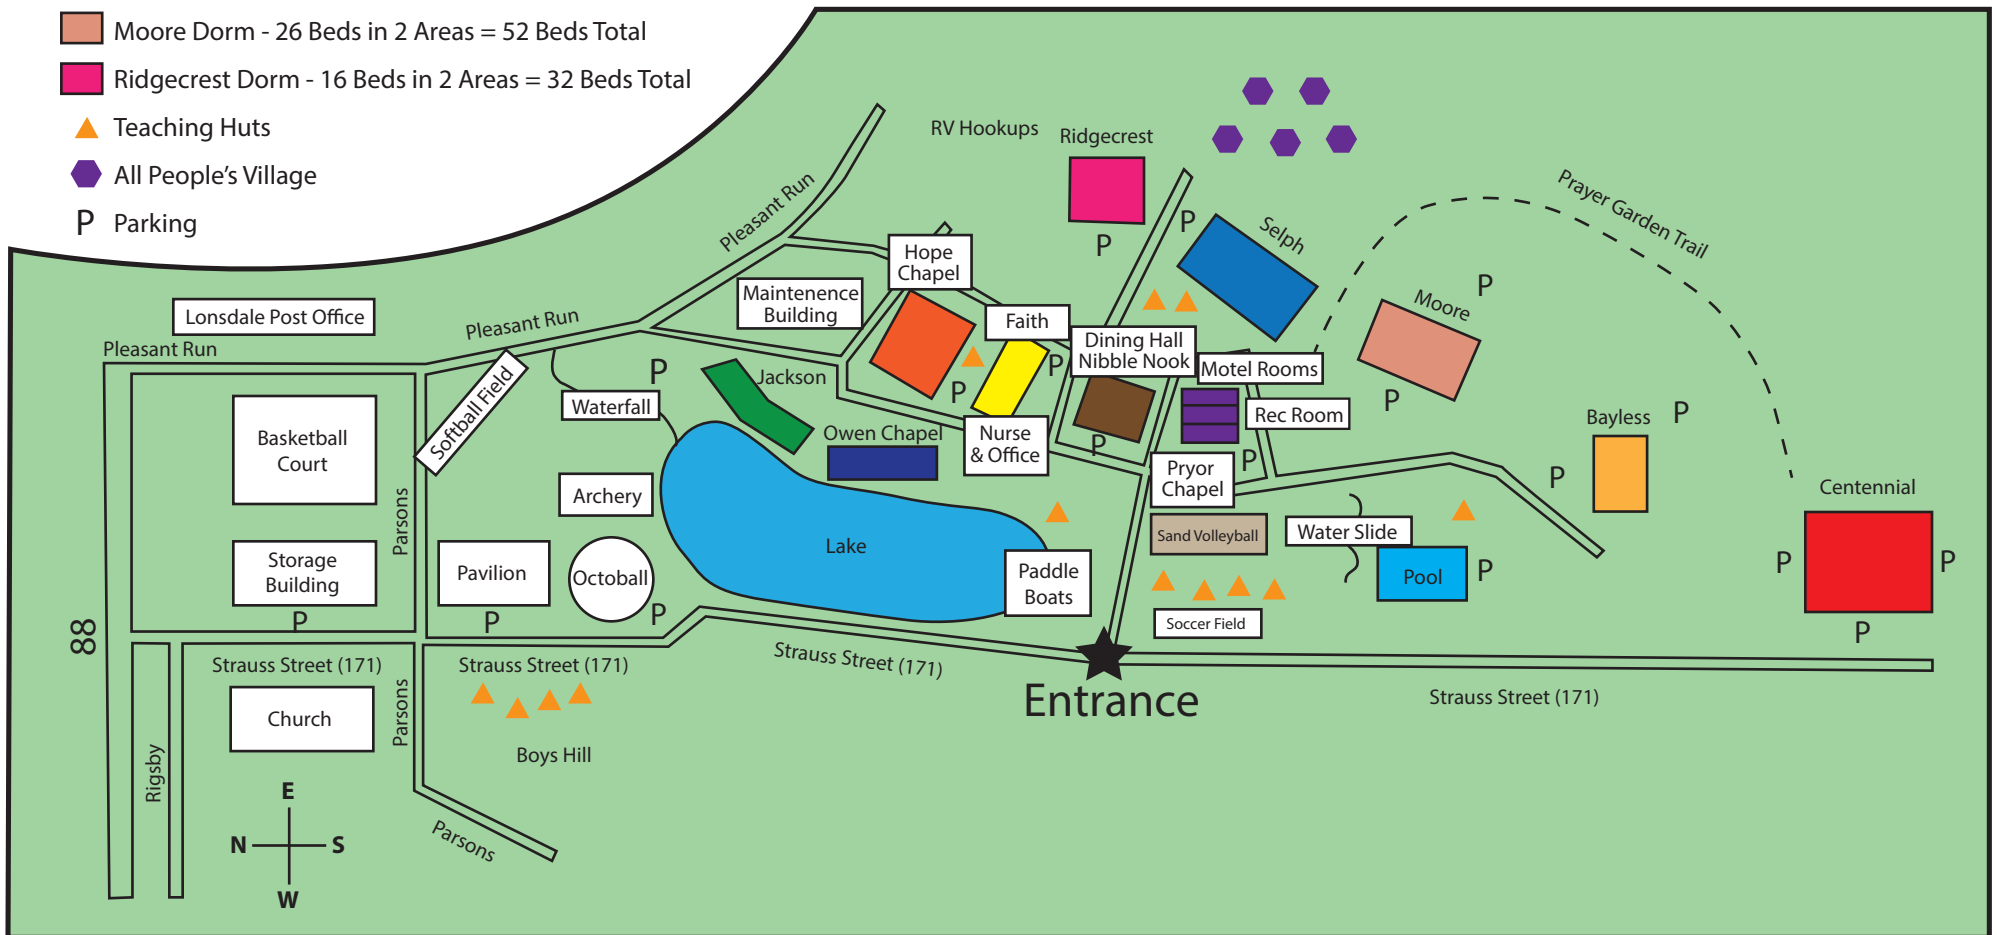 Moore Dorm - 26 Beds in 2 Areas = 52 Beds Total
Ridgecrest Dorm - 16 Beds in 2 Areas = 32 Beds Total
Teaching Huts
All People's Village
P Parking
RV Hookups
Ridgecrest
P
P
Selph
Prayer Garden Trail
Pleasant Run
Hope
Chapel
Maintenence
Building
Faith
Dining Hall
Nibble Nook
Motel Rooms
Rec Room
Moore
P
P
Lonsdale Post Office
Pleasant Run
Pleasant Run
Softball Field
P
Jackson
Waterfall
P
P
Nurse
& Office
P
Owen Chapel
Pryor
Chapel
P
Bayless
P
P
Centennial
P
P
P
Basketball
Court
Parsons
Archery
Lake
Sand Volleyball
Water Slide
Pool
P
Storage
Building
P
Pavilion
P
Octoball
P
Paddle
Boats
Soccer Field
88
Strauss Street (171)
Strauss Street (171)
Strauss Street (171)
Entrance
Strauss Street (171)
Church
Parsons
Boys Hill
Rigsby
Parsons
E
N
S
W